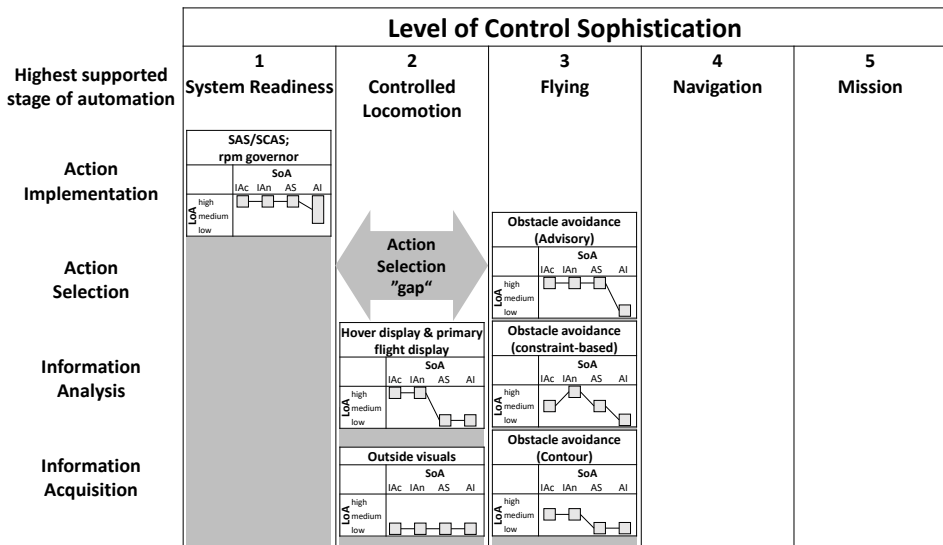 Level of Control Sophistication
Highest supported
stage of automation
1
System Readiness
2
Controlled
Locomotion
3
Flying
4
Navigation
5
Mission
Action
Implementation
SAS/SCAS;
rpm governor
SoA
IAc IAn AS AI
LoA
high
medium
low
Action
Selection
Action
Selection
”gap“
Obstacle avoidance
(Advisory)
SoA
IAc IAn AS AI
LoA
high
medium
low
Information
Analysis
Hover display & primary
flight display
SoA
IAc IAn AS AI
LoA
high
medium
low
Obstacle avoidance
(constraint-based)
SoA
IAc IAn AS AI
LoA
high
medium
low
Information
Acquisition
Outside visuals
SoA
IAc IAn AS AI
LoA
high
medium
low
Obstacle avoidance
(Contour)
SoA
IAc IAn AS AI
LoA
high
medium
low